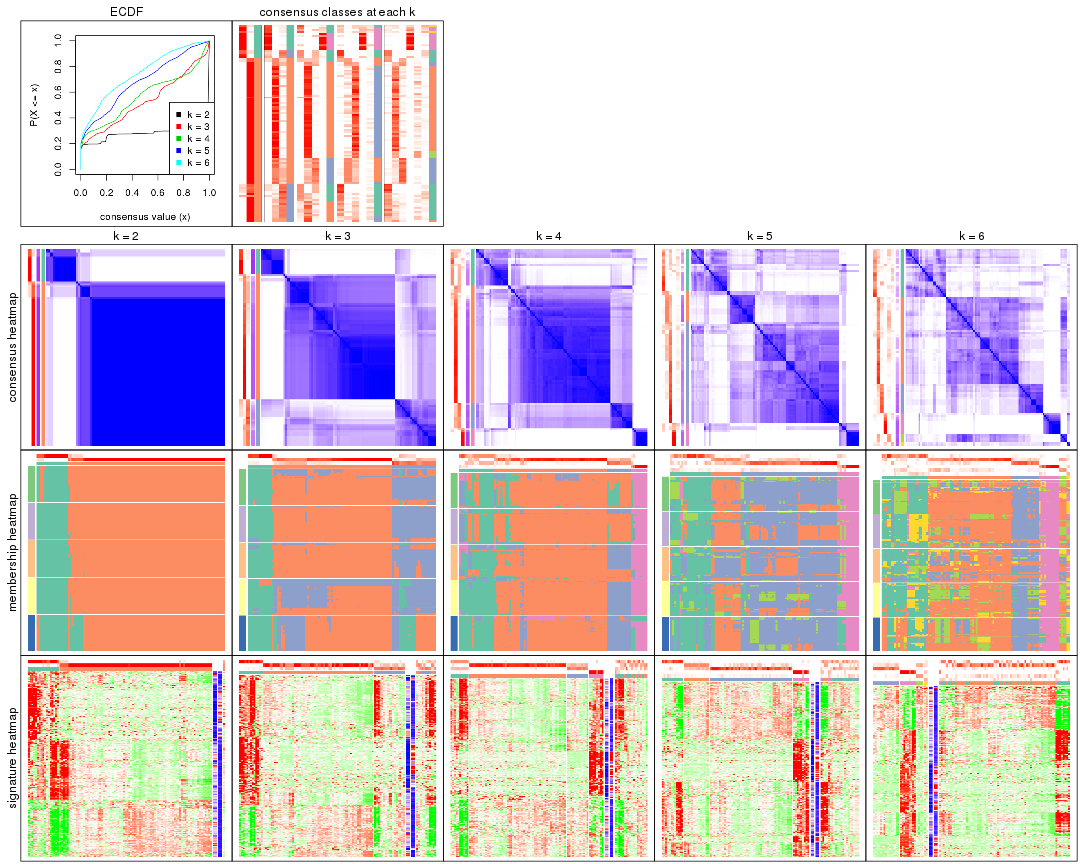 ECDF
consensus classes at each k
P(X <= x)
0.0
0.2
0.4
0.6
0.8
1.0
k = 2
k = 3
k = 4
k = 5
k = 6
0.0 0.2 0.4 0.6 0.8 1.0
consensus value (x)
k = 2
k = 3
k = 4
k = 5
k = 6
consensus heatmap
membership heatmap
signature heatmap